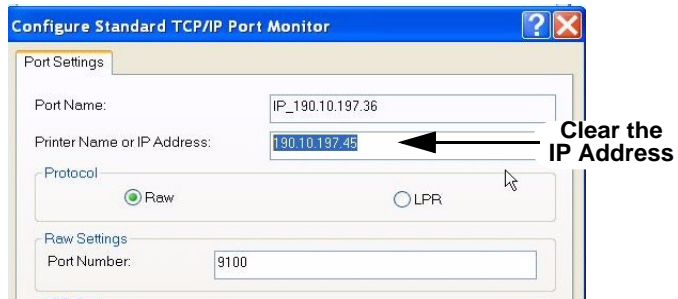 Configure Standard TCP/IP Port Monitor
Port Settings
Port Name: IP_190.10.197.36
Printer Name or IP Address: 190.10.197.45
Clear the
IP Address
Protocol
Raw LPR
Raw Settings
Port Number: 9100